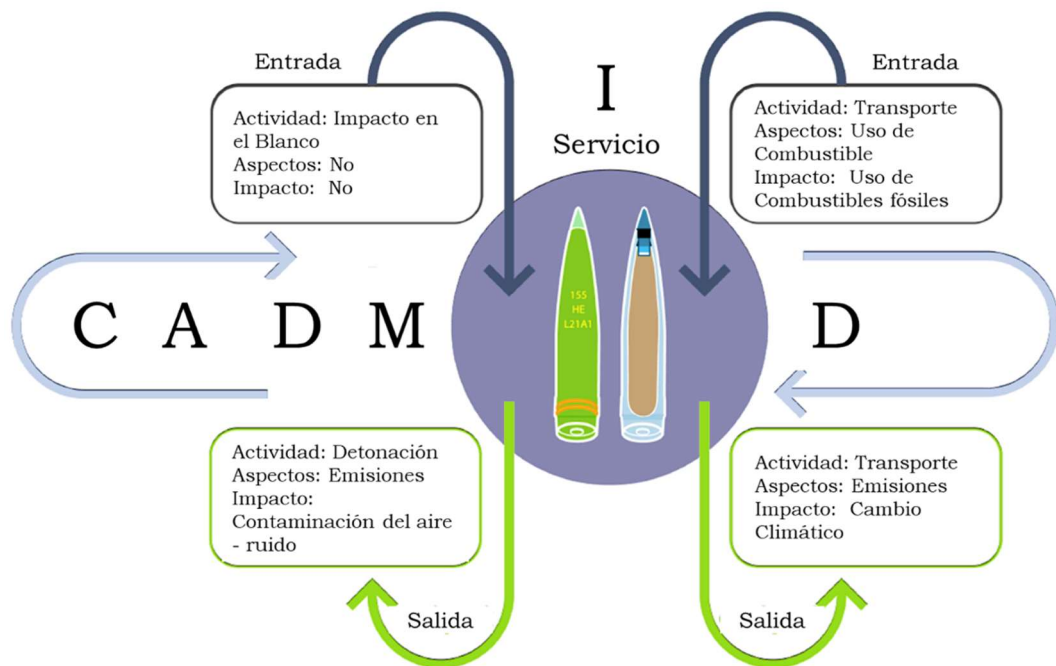 Entrada
Actividad: Impacto en
el Blanco
Aspectos: No
Impacto: No
I
Servicio
Entrada
Actividad: Transporte
Aspectos: Uso de
Combustible
Impacto: Uso de
Combustibles fósiles
C A D M
155
HE
L21A1
D
Actividad: Detonación
Aspectos: Emisiones
Impacto:
Contaminación del aire
- ruido
Salida
Actividad: Transporte
Aspectos: Emisiones
Impacto: Cambio
Climático
Salida